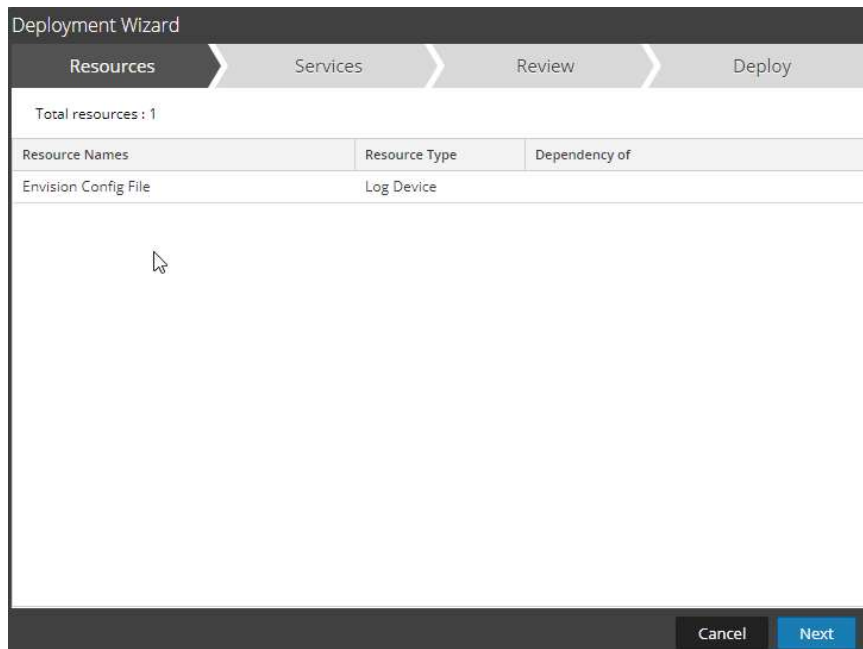 Deployment Wizard
Resources Services Review Deploy
Total resources : 1
Resource Names Resource Type Dependency of
Envision Config File Log Device
Cancel Next